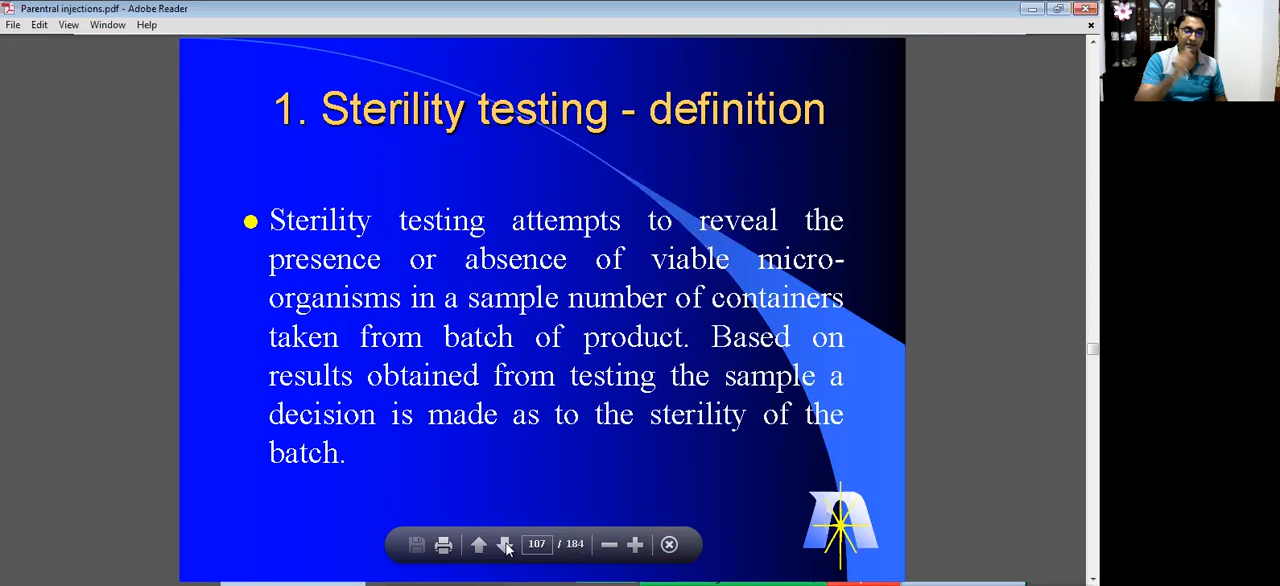 Parentral injections.pdf - Adobe Reader
File Edit View Window Help
1. Sterility testing - definition
Sterility testing attempts to reveal the
presence or absence of viable micro-
organisms in a sample number of containers
taken from batch of product. Based on
results obtained from testing the sample a
decision is made as to the sterility of the
batch.
107 / 184